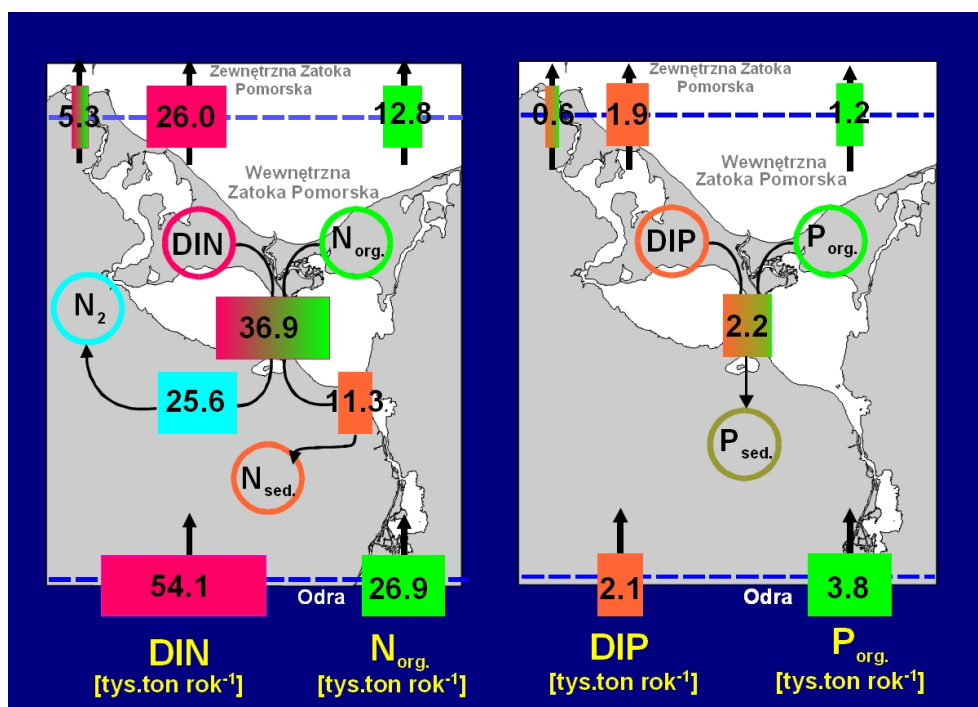 Zewnętrzna Zatoka
Pomorska
5.3
26.0
12.8
Wewnętrzna
Zatoka Pomorska
DIN
N org.
N 2
36.9
25.6
11.3
N sed.
54.1
Odra
26.9
DIN
[tys.ton rok-1]
N org.
[tys.ton rok-1]
Zewnętrzna Zatoka
Pomorska
0.6
1.9
1.2
Wewnętrzna
Zatoka Pomorska
DIP
P org.
2.2
P sed.
2.1
Odra
3.8
DIP
[tys.ton rok-1]
P org.
[tys.ton rok-1]